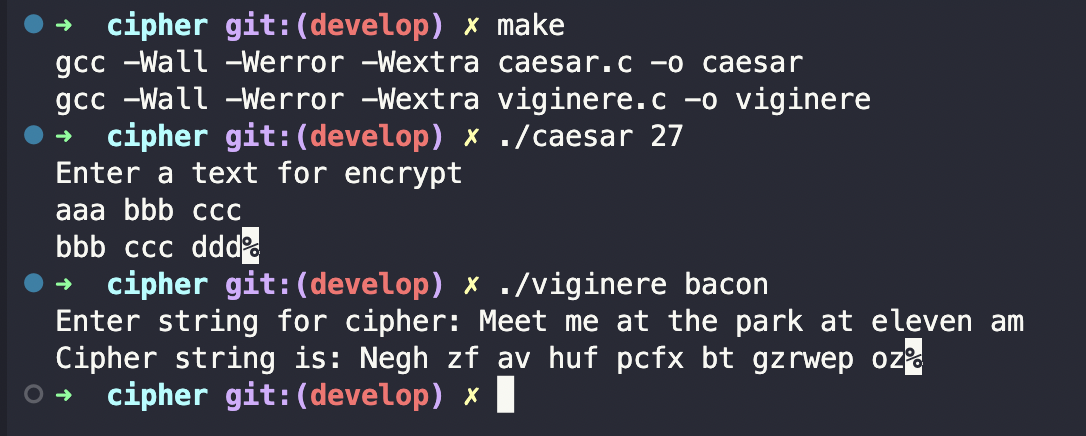 ➜  cipher git:(develop) ✗ make
gcc -Wall -Werror -Wextra caesar.c -o caesar
gcc -Wall -Werror -Wextra viginere.c -o viginere
➜  cipher git:(develop) ✗ ./caesar 27
Enter a text for encrypt
aaa bbb ccc
bbb ccc ddd%
➜  cipher git:(develop) ✗ ./viginere bacon
Enter string for cipher: Meet me at the park at eleven am
Cipher string is: Negh zf av huf pcfx bt gzrwep oz%
➜  cipher git:(develop) ✗